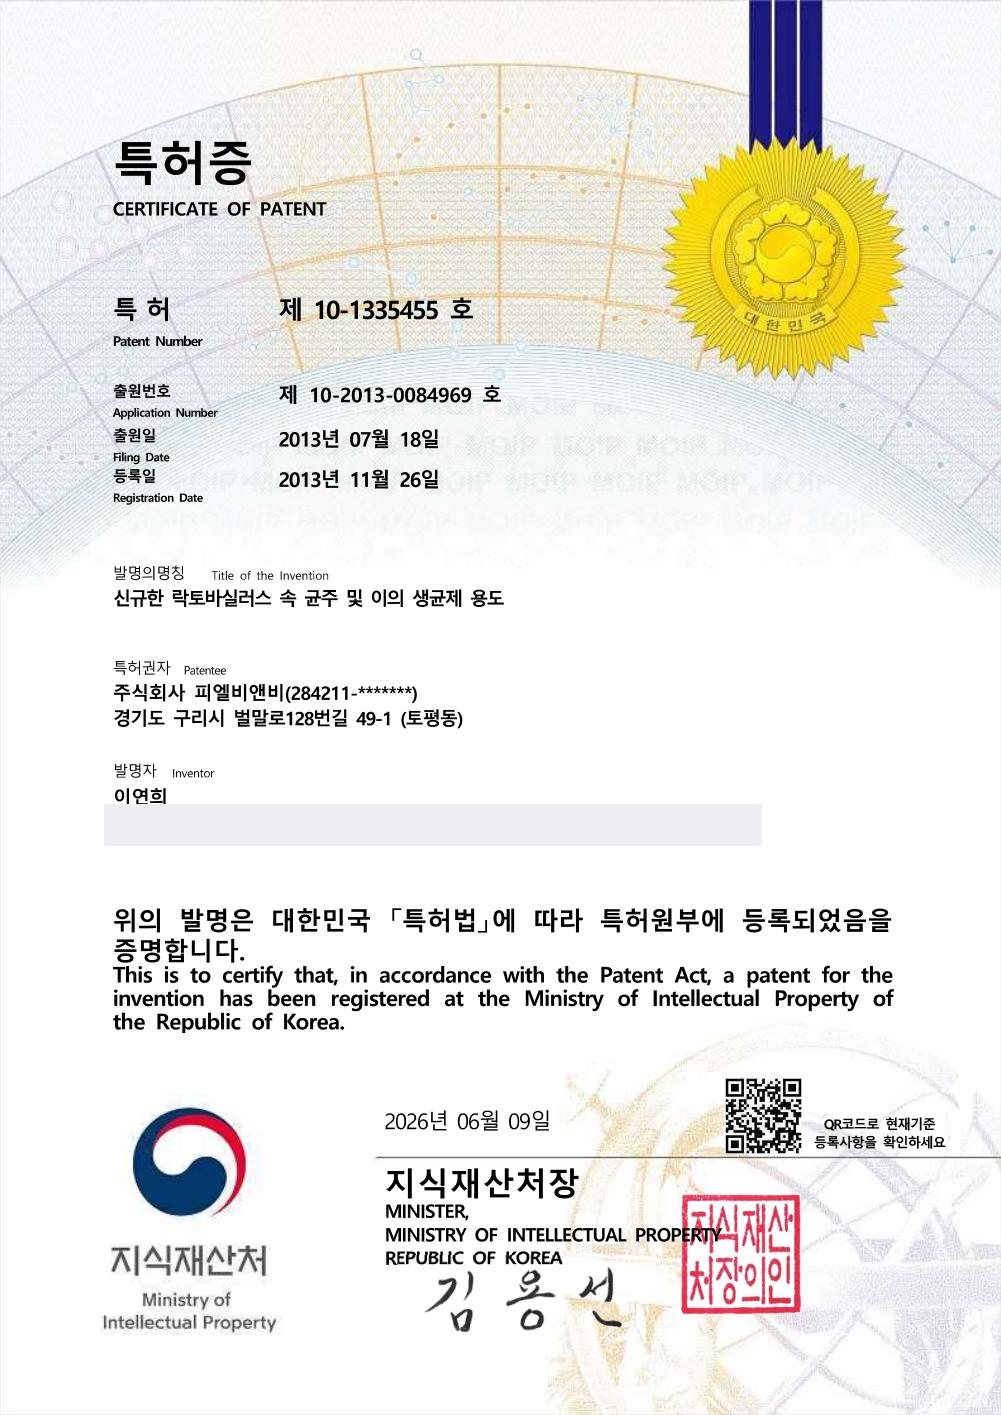 특허증
CERTIFICATE OF PATENT
대한민국
특 허 제 10-1335455 호
Patent Number
출원번호 제 10-2013-0084969 호
Application Number
출원일 2013년 07월 18일
Filing Date
등록일 2013년 11월 26일
Registration Date
발명의명칭 Title of the Invention
신규한 락토바실러스 속 균주 및 이의 생균제 용도
특허권자 Patentee
주식회사 피엘비앤비(284211-*******)
경기도 구리시 벌말로128번길 49-1 (토평동)
발명자 Inventor
이연희
위의 발명은 대한민국 「특허법」에 따라 특허원부에 등록되었음을
증명합니다.
This is to certify that, in accordance with the Patent Act, a patent for the
invention has been registered at the Ministry of Intellectual Property of
the Republic of Korea.
2026년 06월 09일
QR코드로 현재기준
등록사항을 확인하세요
지식재산처장
MINISTER,
MINISTRY OF INTELLECTUAL PROPERTY
REPUBLIC OF KOREA
김용선
지식재산
처장의인
지식재산처
Ministry of
Intellectual Property